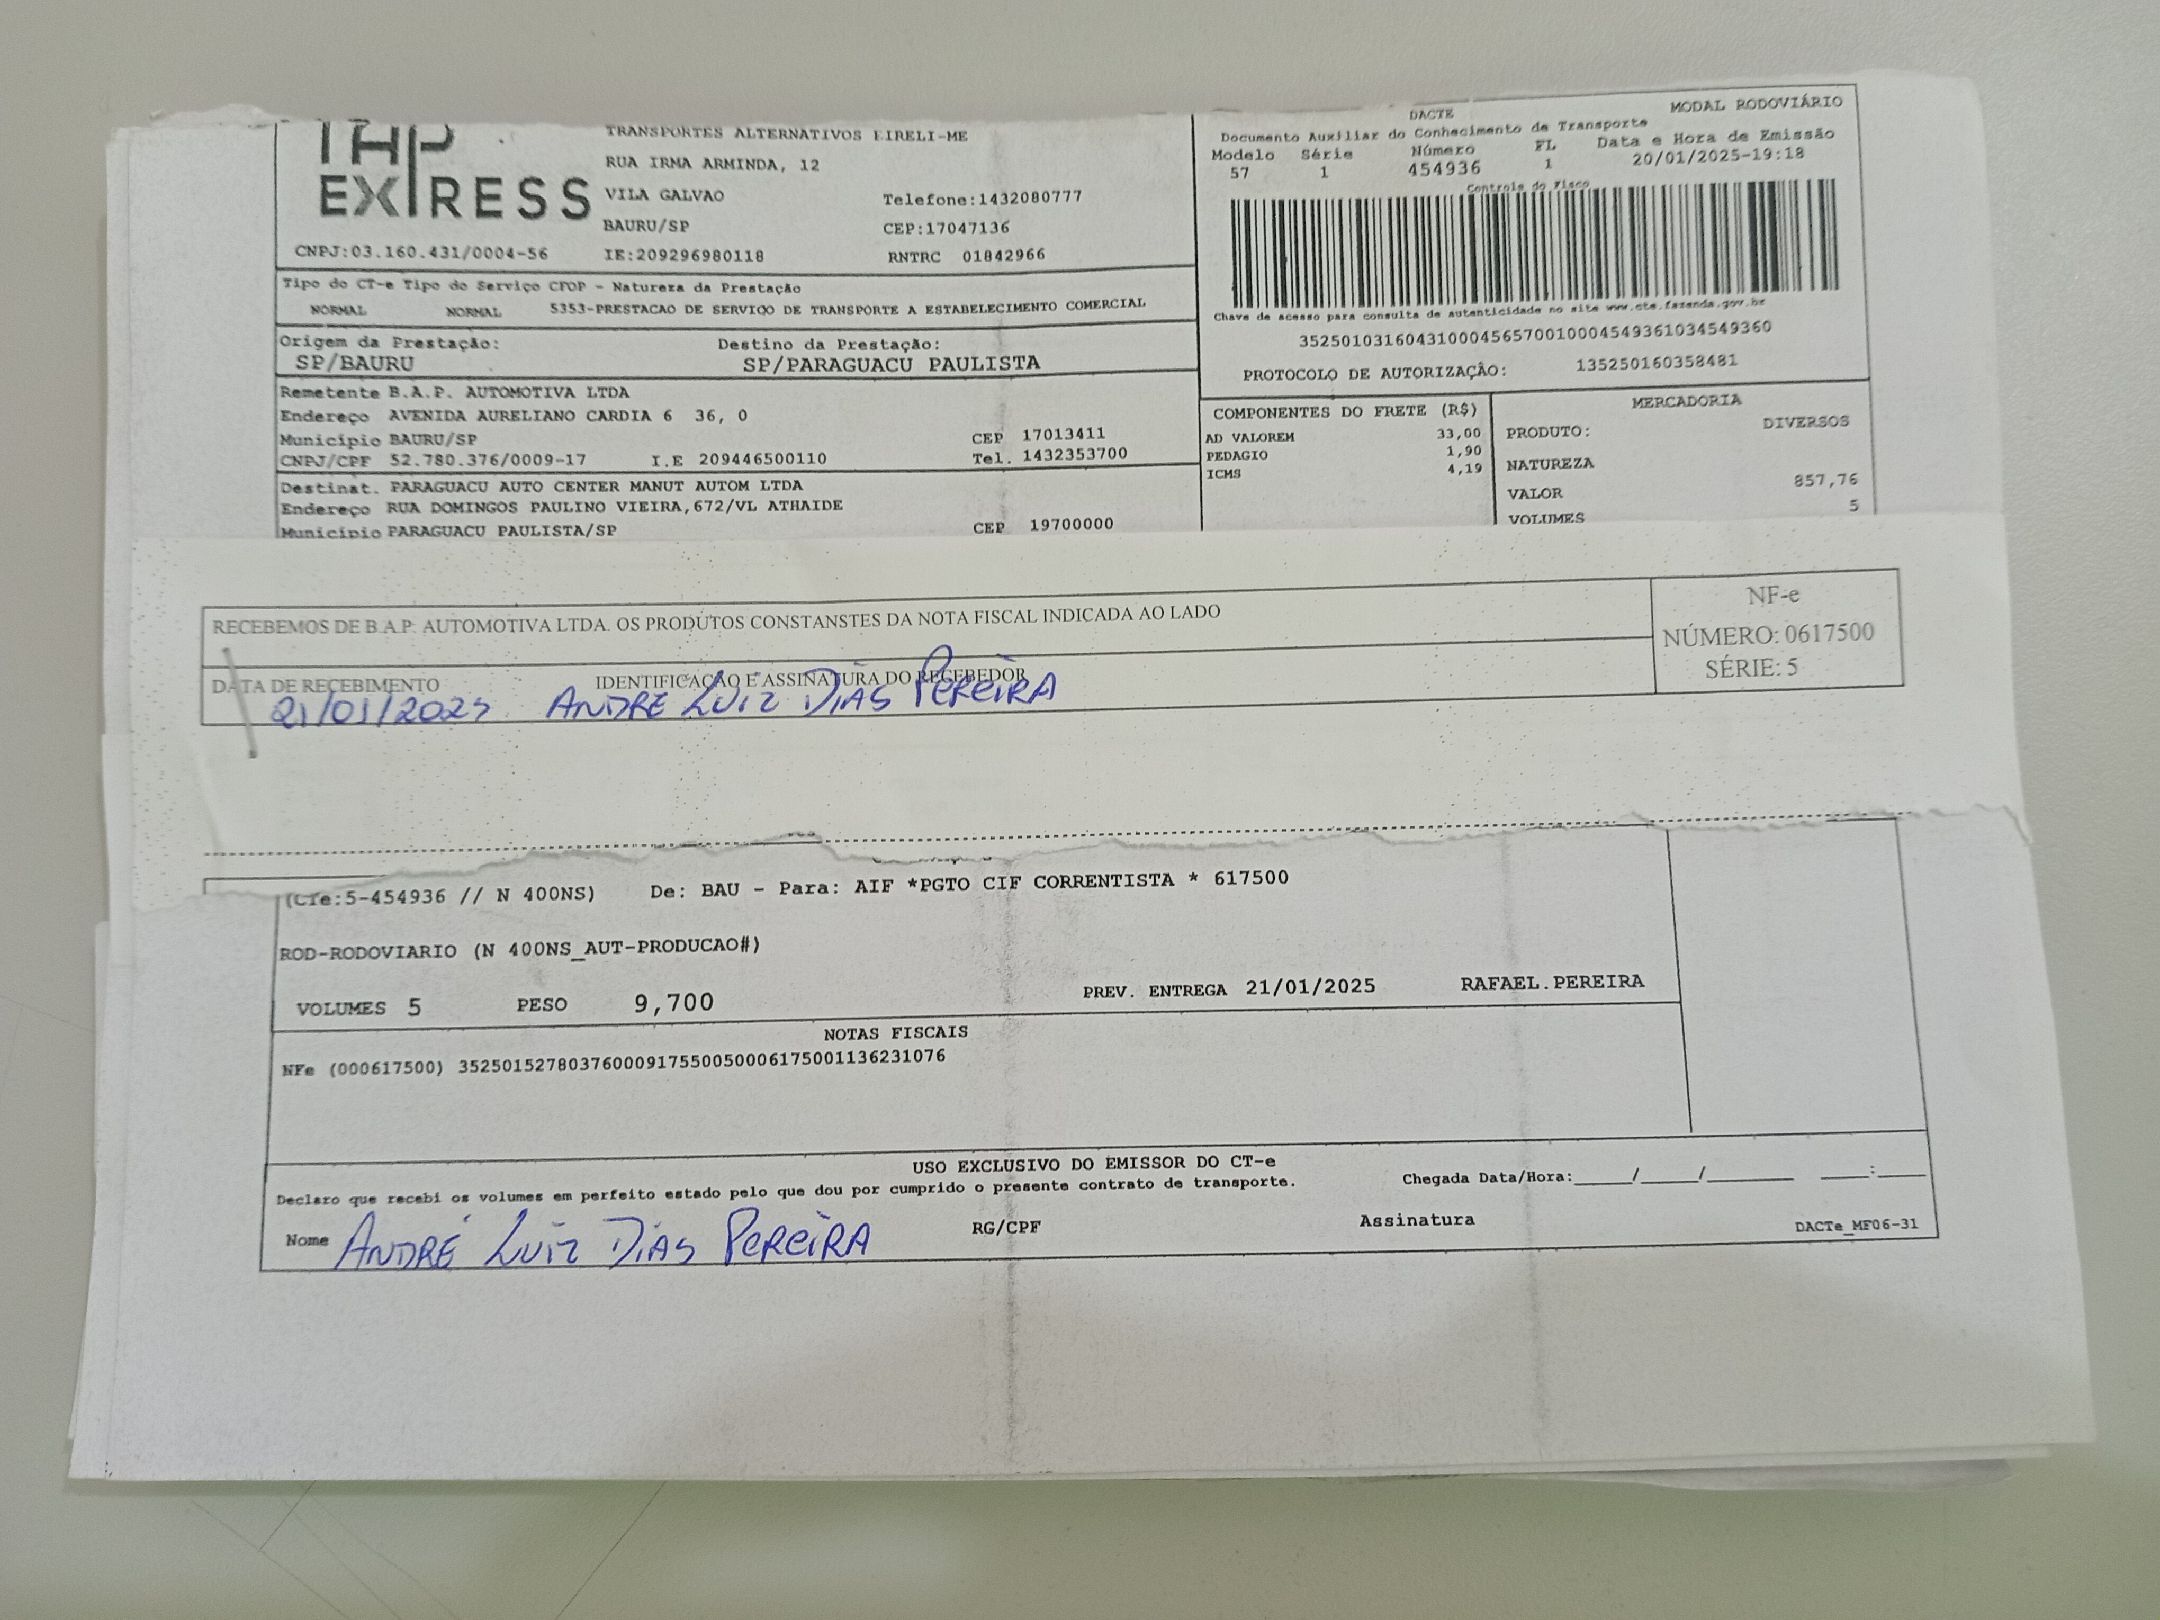 TAP
EXPRESS
TRANSPORTES ALTERNATIVOS EIRELI-ME
RUA IRMA ARMINDA, 12
VILA GALVAO Telefone:1432080777
BAURU/SP CEP:17047136
CNPJ:03.160.431/0004-56 IE:209296980118 RNTRC 01842966
DACTE MODAL RODOVIÁRIO
Documento Auxiliar do Conhecimento de Transporte
Modelo Série Número FL Data e Hora de Emissão
57 1 454936 1 20/01/2025-19:18
Controle do Fisco
Chave de acesso para consulta de autenticidade no site www.cte.fazenda.gov.br
35250103160431000456570010004549361034549360
PROTOCOLO DE AUTORIZAÇÃO: 135250160358481
Tipo do CT-e Tipo do Serviço CFOP - Natureza da Prestação
NORMAL NORMAL 5353-PRESTACAO DE SERVIÇO DE TRANSPORTE A ESTABELECIMENTO COMERCIAL
Origem da Prestação: Destino da Prestação:
SP/BAURU SP/PARAGUACU PAULISTA
Remetente B.A.P. AUTOMOTIVA LTDA
Endereço AVENIDA AURELIANO CARDIA 6 36, 0
Município BAURU/SP CEP 17013411
CNPJ/CPF 52.780.376/0009-17 I.E 209446500110 Tel. 1432353700
Destinat. PARAGUACU AUTO CENTER MANUT AUTOM LTDA
Endereço RUA DOMINGOS PAULINO VIEIRA,672/VL ATHAIDE
Município PARAGUACU PAULISTA/SP CEP 19700000
COMPONENTES DO FRETE (R$)
AD VALOREM 33,00
PEDAGIO 1,90
ICMS 4,19
MERCADORIA
PRODUTO: DIVERSOS
NATUREZA
VALOR 857,76
VOLUMES 5
RECEBEMOS DE B.A.P. AUTOMOTIVA LTDA. OS PRODUTOS CONSTANSTES DA NOTA FISCAL INDICADA AO LADO
NF-e
NÚMERO: 0617500
SÉRIE: 5
DATA DE RECEBIMENTO IDENTIFICAÇÃO E ASSINATURA DO RECEBEDOR
21/01/2025 ANDRE LUIZ DIAS PEREIRA
(CTe:5-454936 // N 400NS) De: BAU - Para: AIF *PGTO CIF CORRENTISTA * 617500
ROD-RODOVIARIO (N 400NS_AUT-PRODUCAO#)
VOLUMES 5 PESO 9,700 PREV. ENTREGA 21/01/2025 RAFAEL.PEREIRA
NOTAS FISCAIS
NFe (000617500) 35250152780376000917550050006175001136231076
USO EXCLUSIVO DO EMISSOR DO CT-e
Declaro que recebi os volumes em perfeito estado pelo que dou por cumprido o presente contrato de transporte. Chegada Data/Hora:____/____/______ ____:____
Nome ANDRÉ LUIZ DIAS PEREIRA RG/CPF Assinatura DACTe_MF06-31